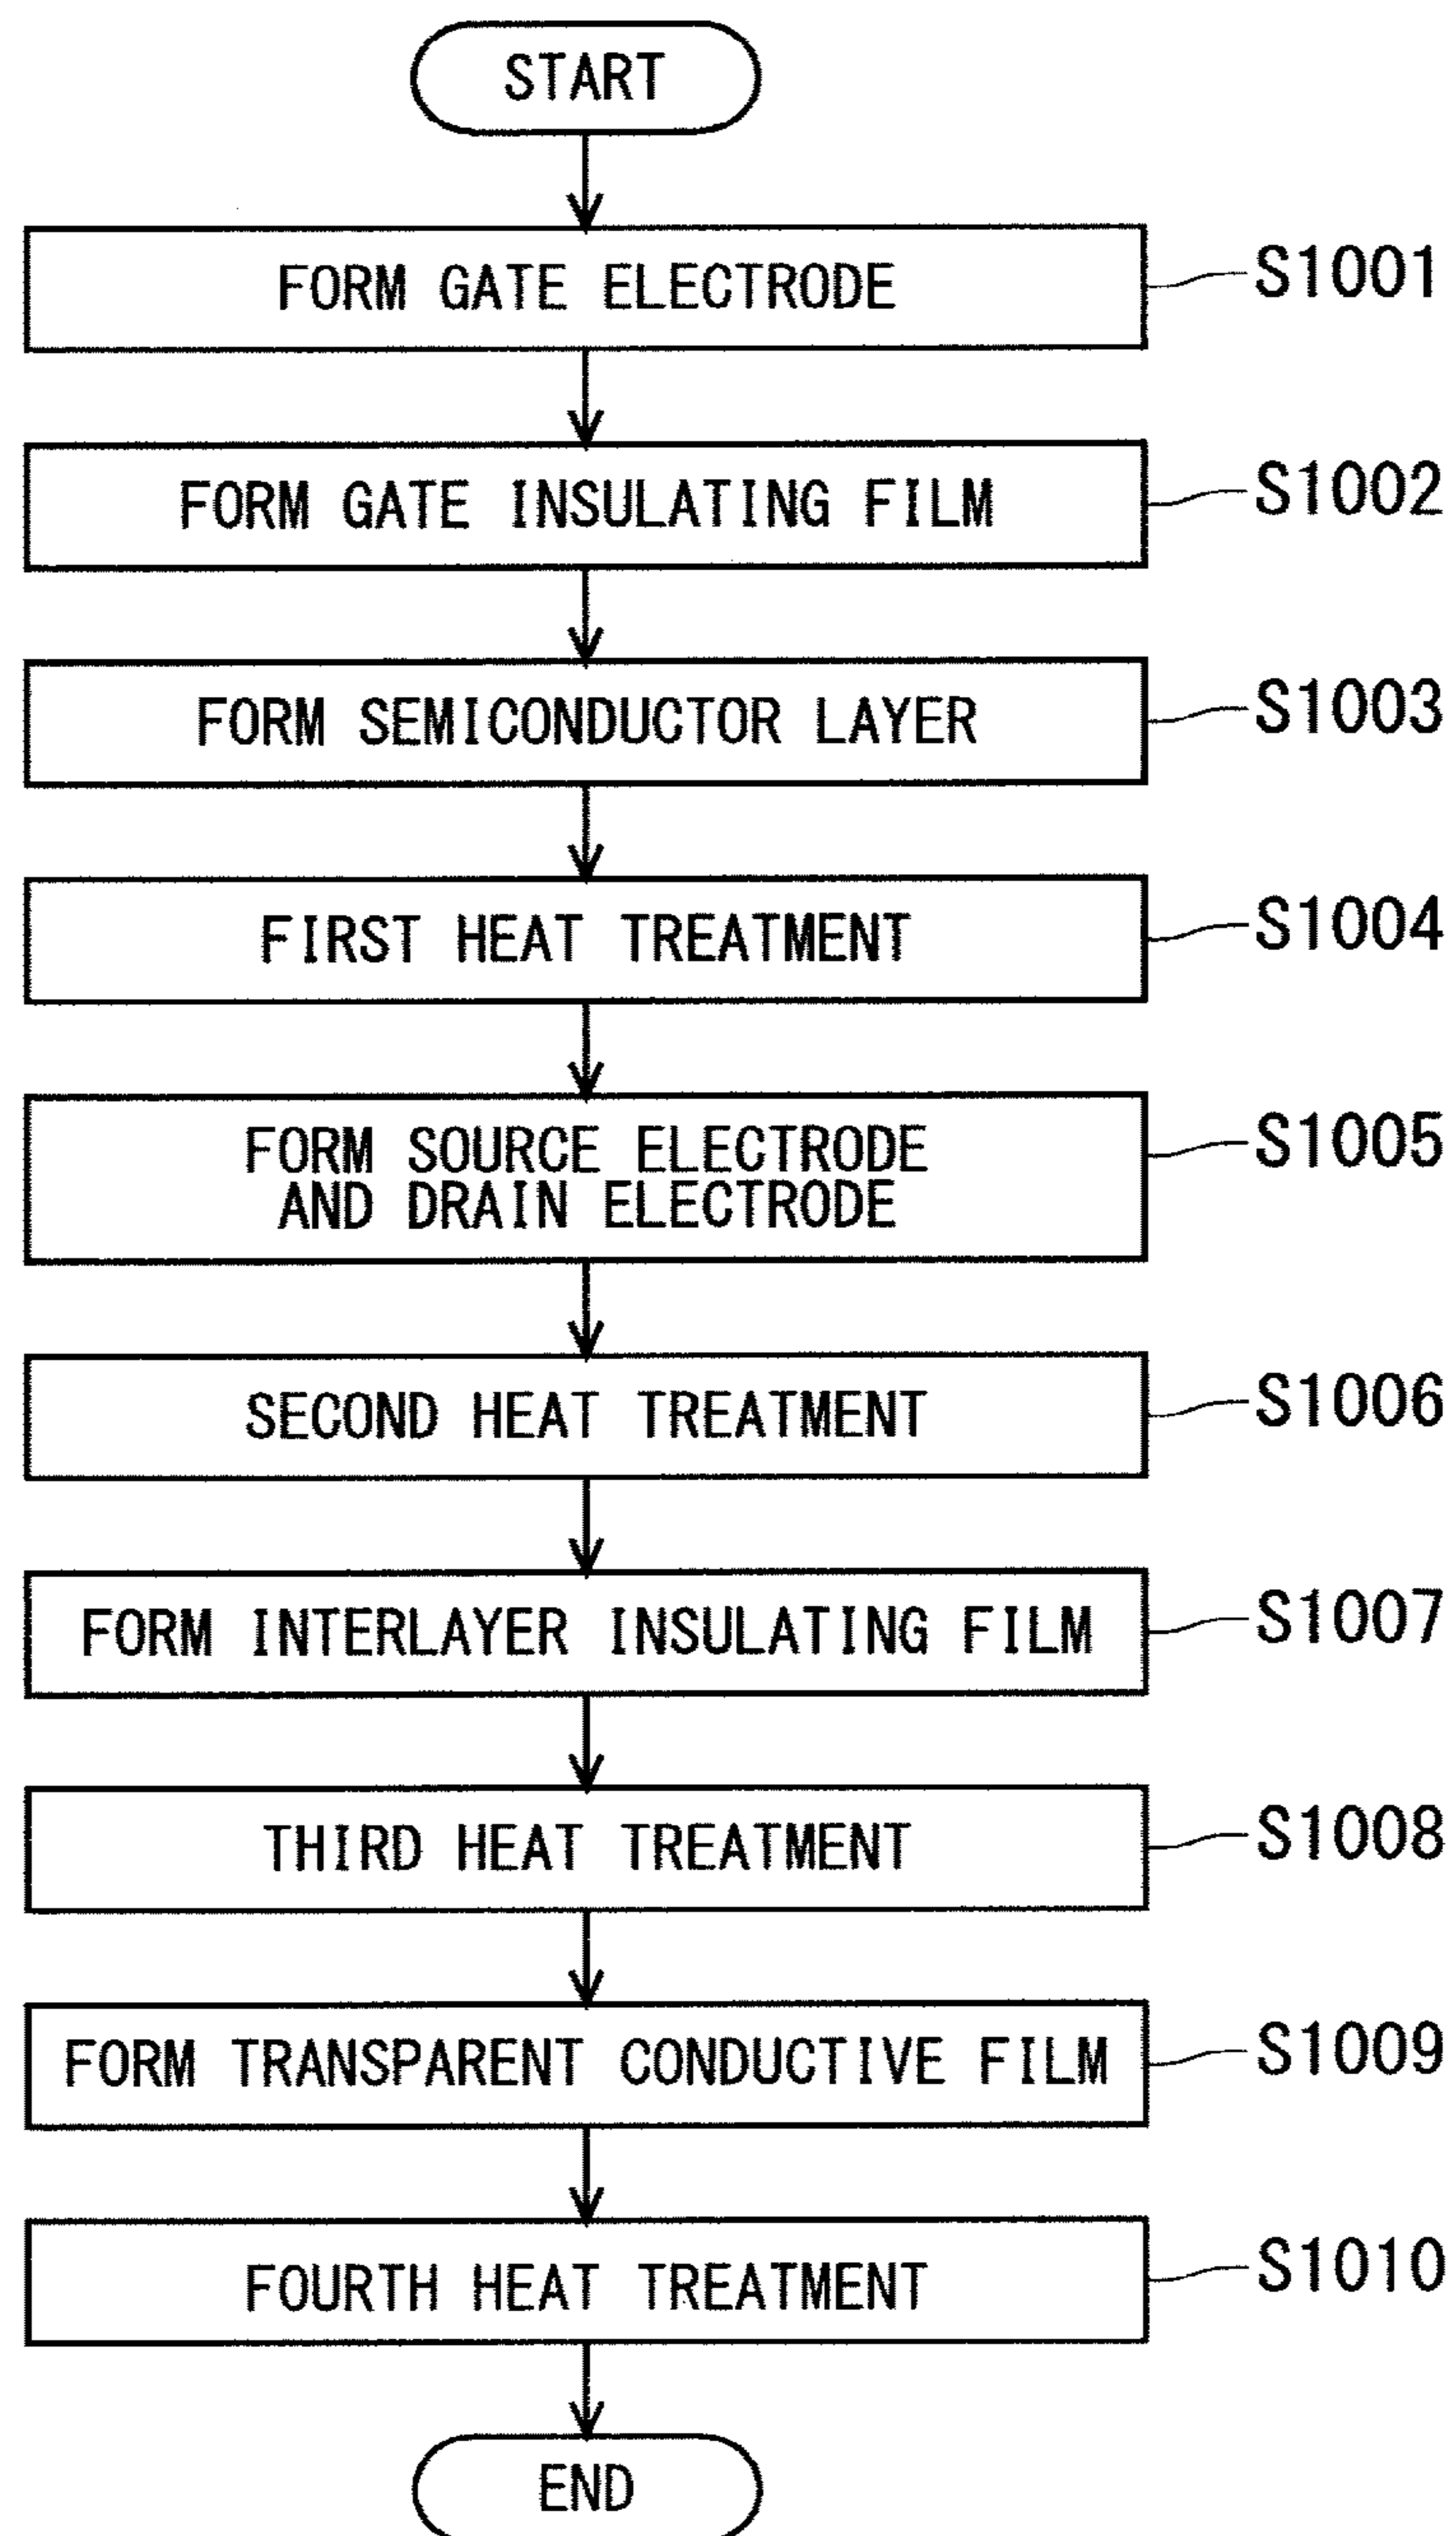 START
FORM GATE ELECTRODE
S1001
FORM GATE INSULATING FILM
S1002
FORM SEMICONDUCTOR LAYER
S1003
FIRST HEAT TREATMENT
S1004
FORM SOURCE ELECTRODE
AND DRAIN ELECTRODE
S1005
SECOND HEAT TREATMENT
S1006
FORM INTERLAYER INSULATING FILM
S1007
THIRD HEAT TREATMENT
S1008
FORM TRANSPARENT CONDUCTIVE FILM
S1009
FOURTH HEAT TREATMENT
S1010
END